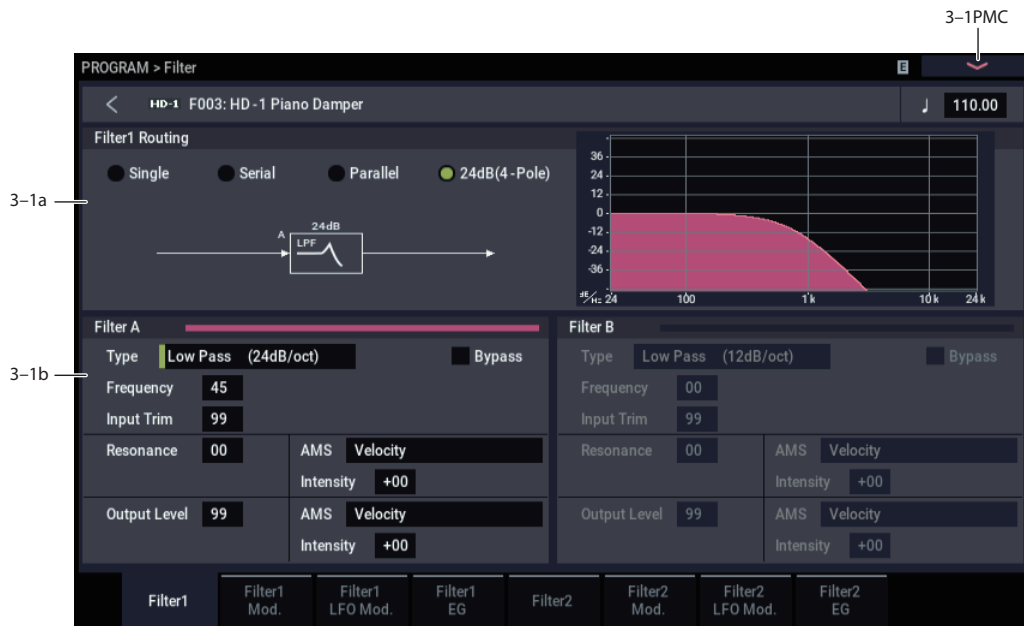 3–1PMC
PROGRAM > Filter
E
HD-1 F003: HD-1 Piano Damper
♩ 110.00
Filter1 Routing
Single Serial Parallel 24dB(4-Pole)
3–1a
24dB
A
LPF
36
24
12
0
-12
-24
-36
dB/Hz 24 100 1k 10k 24k
Filter A
Type Low Pass (24dB/oct) Bypass
3–1b
Frequency 45
Input Trim 99
Resonance 00 AMS Velocity
Intensity +00
Output Level 99 AMS Velocity
Intensity +00
Filter B
Type Low Pass (12dB/oct) Bypass
Frequency 00
Input Trim 99
Resonance 00 AMS Velocity
Intensity +00
Output Level 99 AMS Velocity
Intensity +00
Filter1
Filter1
Mod.
Filter1
LFO Mod.
Filter1
EG
Filter2
Filter2
Mod.
Filter2
LFO Mod.
Filter2
EG